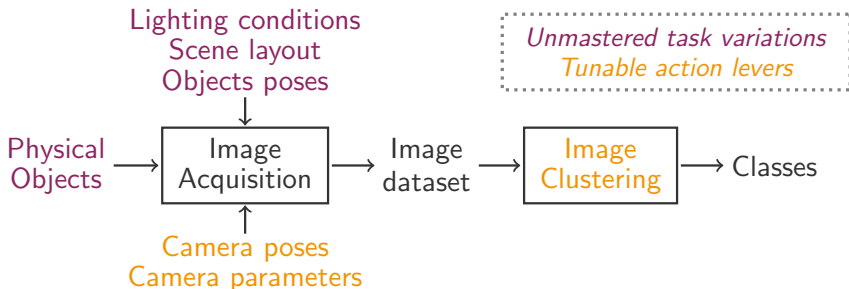 Lighting conditions
Scene layout
Objects poses
Unmastered task variations
Tunable action levers
Physical
Objects
Image
Acquisition
Image
dataset
Image
Clustering
Classes
Camera poses
Camera parameters